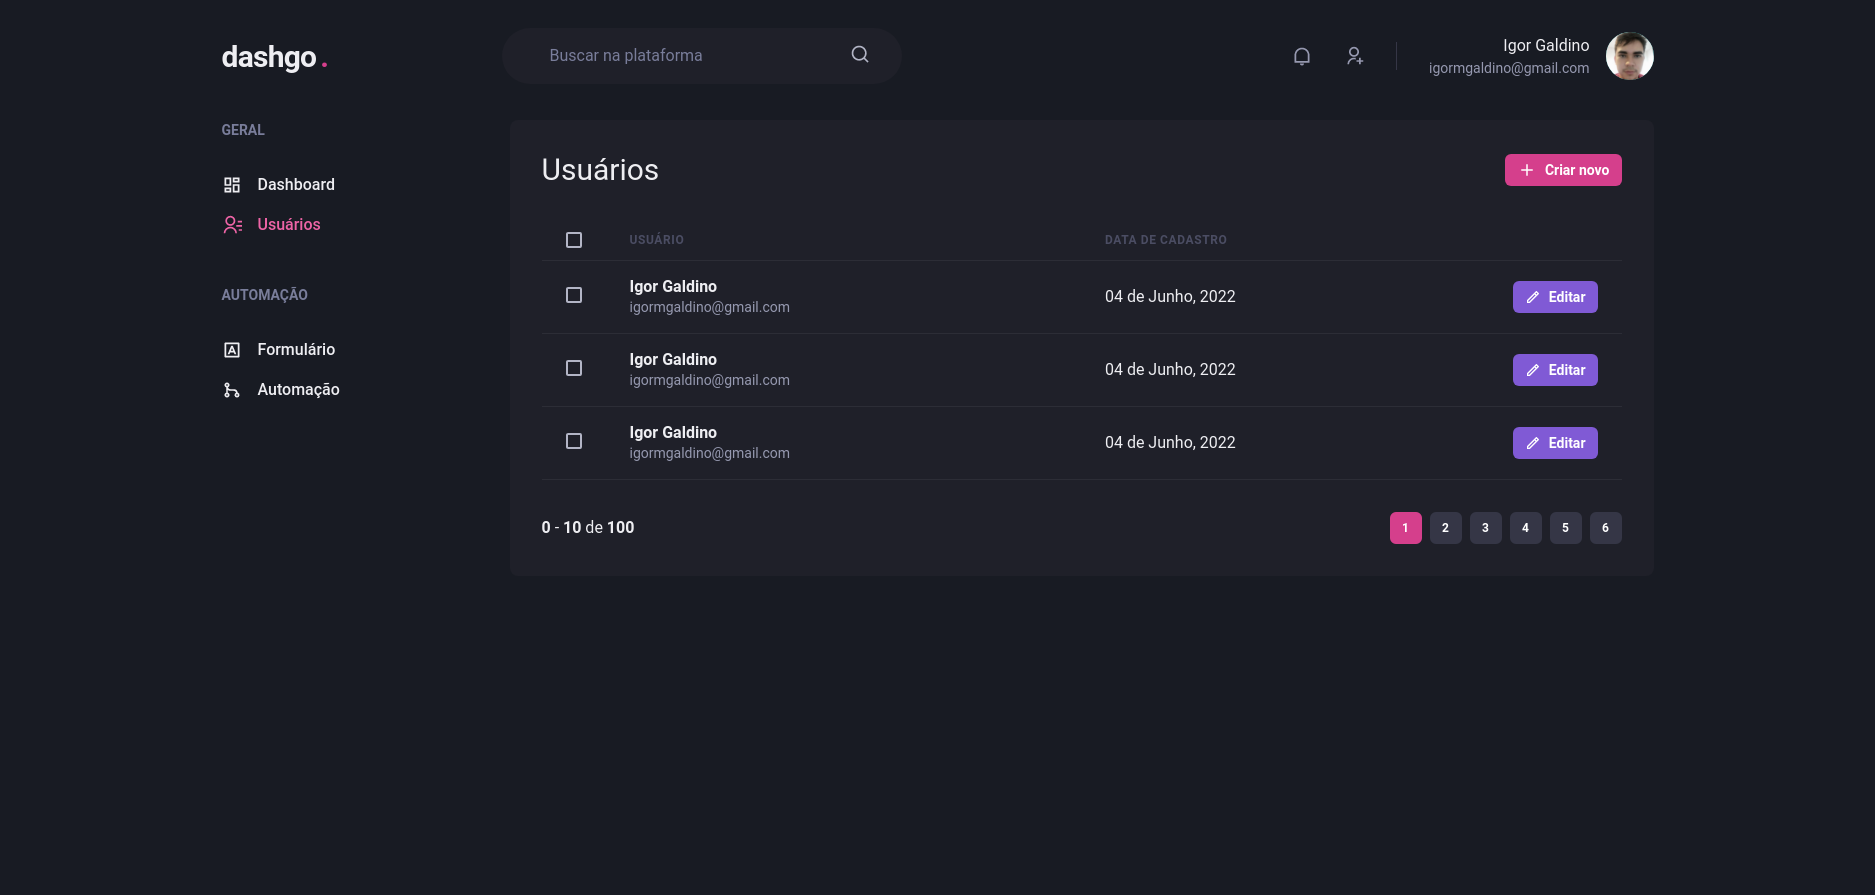 dashgo.
Buscar na plataforma
Igor Galdino
igormgaldino@gmail.com
GERAL
Dashboard
Usuários
AUTOMAÇÃO
Formulário
Automação
Usuários
Criar novo
USUÁRIO DATA DE CADASTRO
Igor Galdino
igormgaldino@gmail.com
04 de Junho, 2022
Editar
Igor Galdino
igormgaldino@gmail.com
04 de Junho, 2022
Editar
Igor Galdino
igormgaldino@gmail.com
04 de Junho, 2022
Editar
0 - 10 de 100
1 2 3 4 5 6